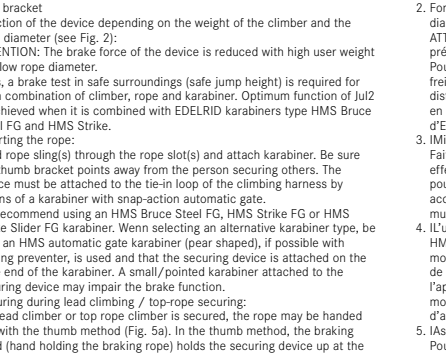 bracket
ction of the device depending on the weight of the climber and the
diameter (see Fig. 2):
ENTION: The brake force of the device is reduced with high user weight
low rope diameter.
s, a brake test in safe surroundings (safe jump height) is required for
combination of climber, rope and karabiner. Optimum function of Jul2
chieved when it is combined with EDELRID karabiners type HMS Bruce
l FG and HMS Strike.
rting the rope:
d rope sling(s) through the rope slot(s) and attach karabiner. Be sure
thumb bracket points away from the person securing others. The
ce must be attached to the tie-in loop of the climbing harness by
ns of a karabiner with snap-action automatic gate.
recommend using an HMS Bruce Steel FG, HMS Strike FG or HMS
e Slider FG karabiner. Wenn selecting an alternative karabiner type, be
an HMS automatic gate karabiner (pear shaped), if possible with
ng preventer, is used and that the securing device is attached on the
end of the karabiner. A small/pointed karabiner attached to the
ring device may impair the brake function.
uring during lead climbing / top-rope securing:
lead climber or top rope climber is secured, the rope may be handed
with the thumb method (Fig. 5a). In the thumb method, the braking
d (hand holding the braking rope) holds the securing device up at the
2. For
dia
ATT
pré
Pou
frei
dis
en
d'E
3. IMi
Fai
effe
pou
acc
mu
4. IL'u
HM
mo
de
l'ap
mo
d'a
5. IAs
Pou